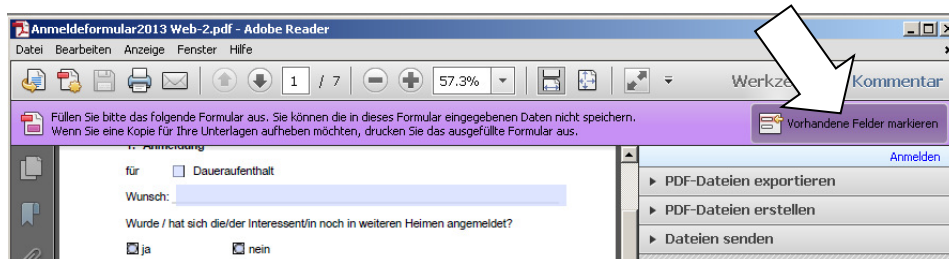 Anmeldeformular2013 Web-2.pdf - Adobe Reader
Datei Bearbeiten Anzeige Fenster Hilfe
1 / 7 57.3% Kommentar
Füllen Sie bitte das folgende Formular aus. Sie können die in dieses Formular eingegebenen Daten nicht speichern.
Wenn Sie eine Kopie für Ihre Unterlagen aufheben möchten, drucken Sie das ausgefüllte Formular aus.
Vorhandene Felder markieren
1. Anmeldung
für Daueraufenthalt
Wunsch:
Wurde / hat sich die/der Interessent/in noch in weiteren Heimen angemeldet?
ja nein
Anmelden
PDF-Dateien exportieren
PDF-Dateien erstellen
Dateien senden